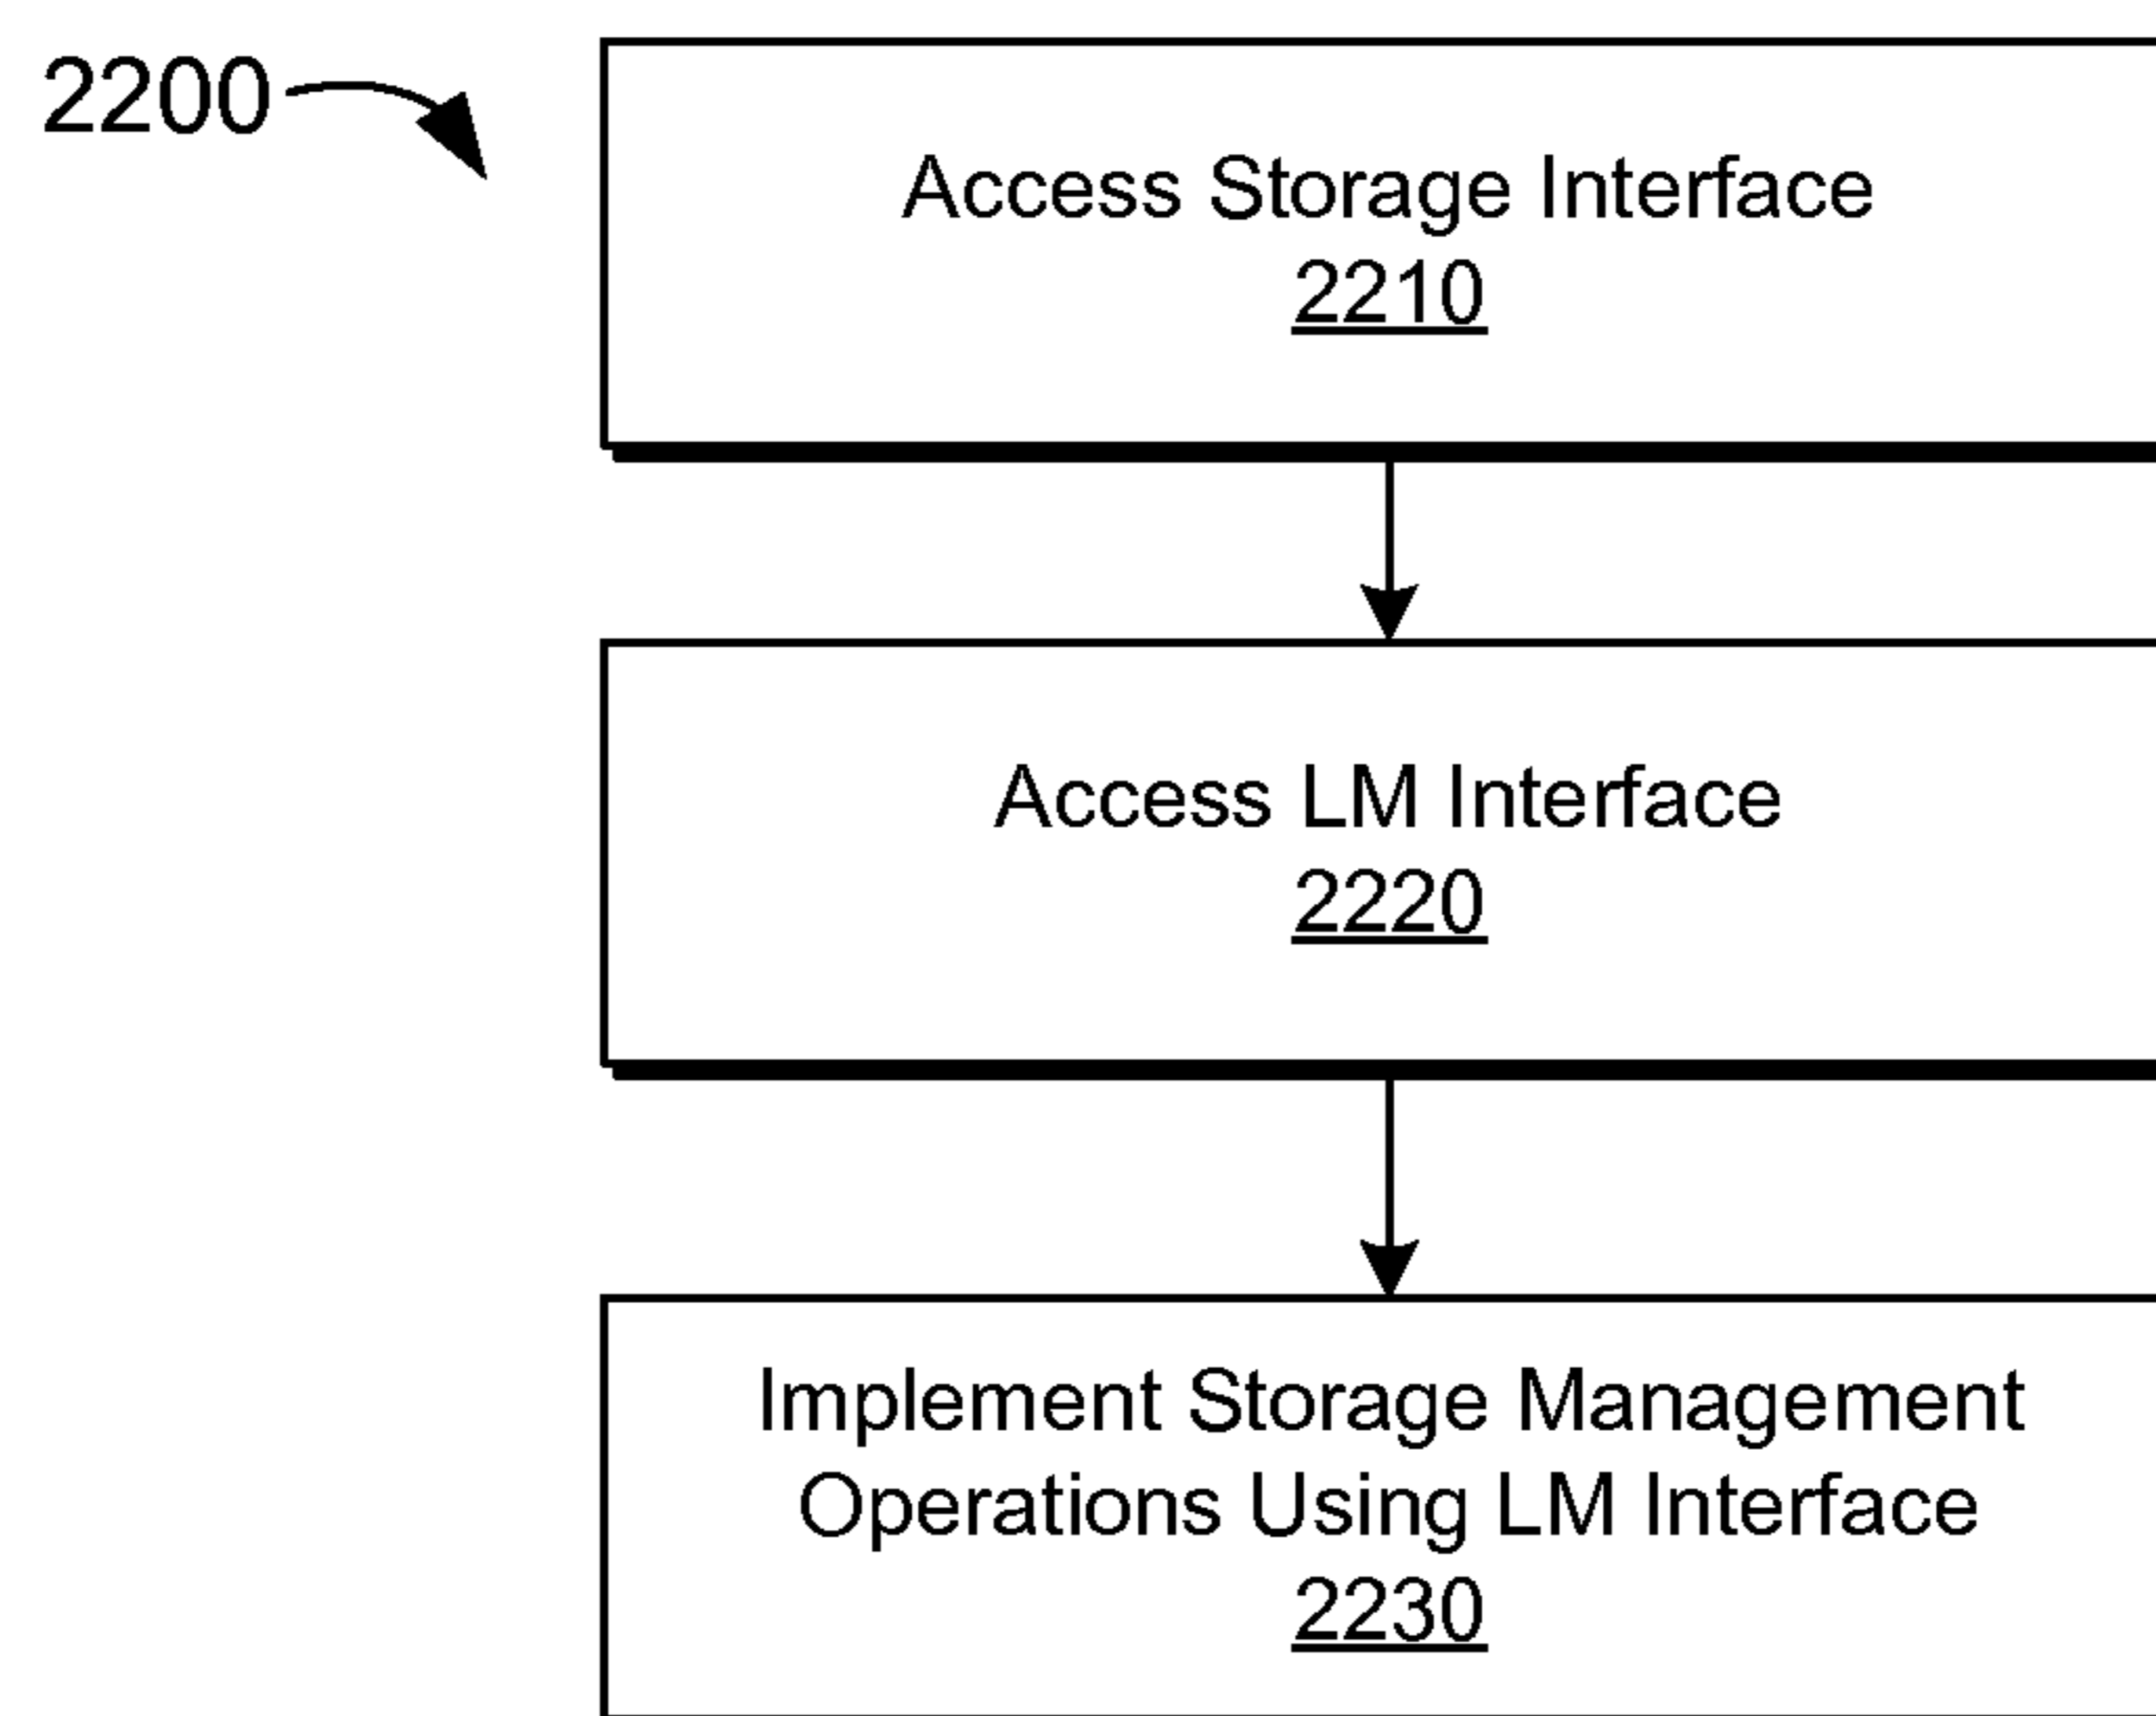 2200
Access Storage Interface
2210
Access LM Interface
2220
Implement Storage Management
Operations Using LM Interface
2230